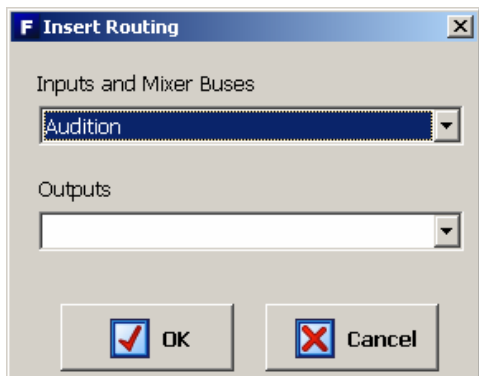 F Insert Routing
Inputs and Mixer Buses
Audition
Outputs
OK
Cancel